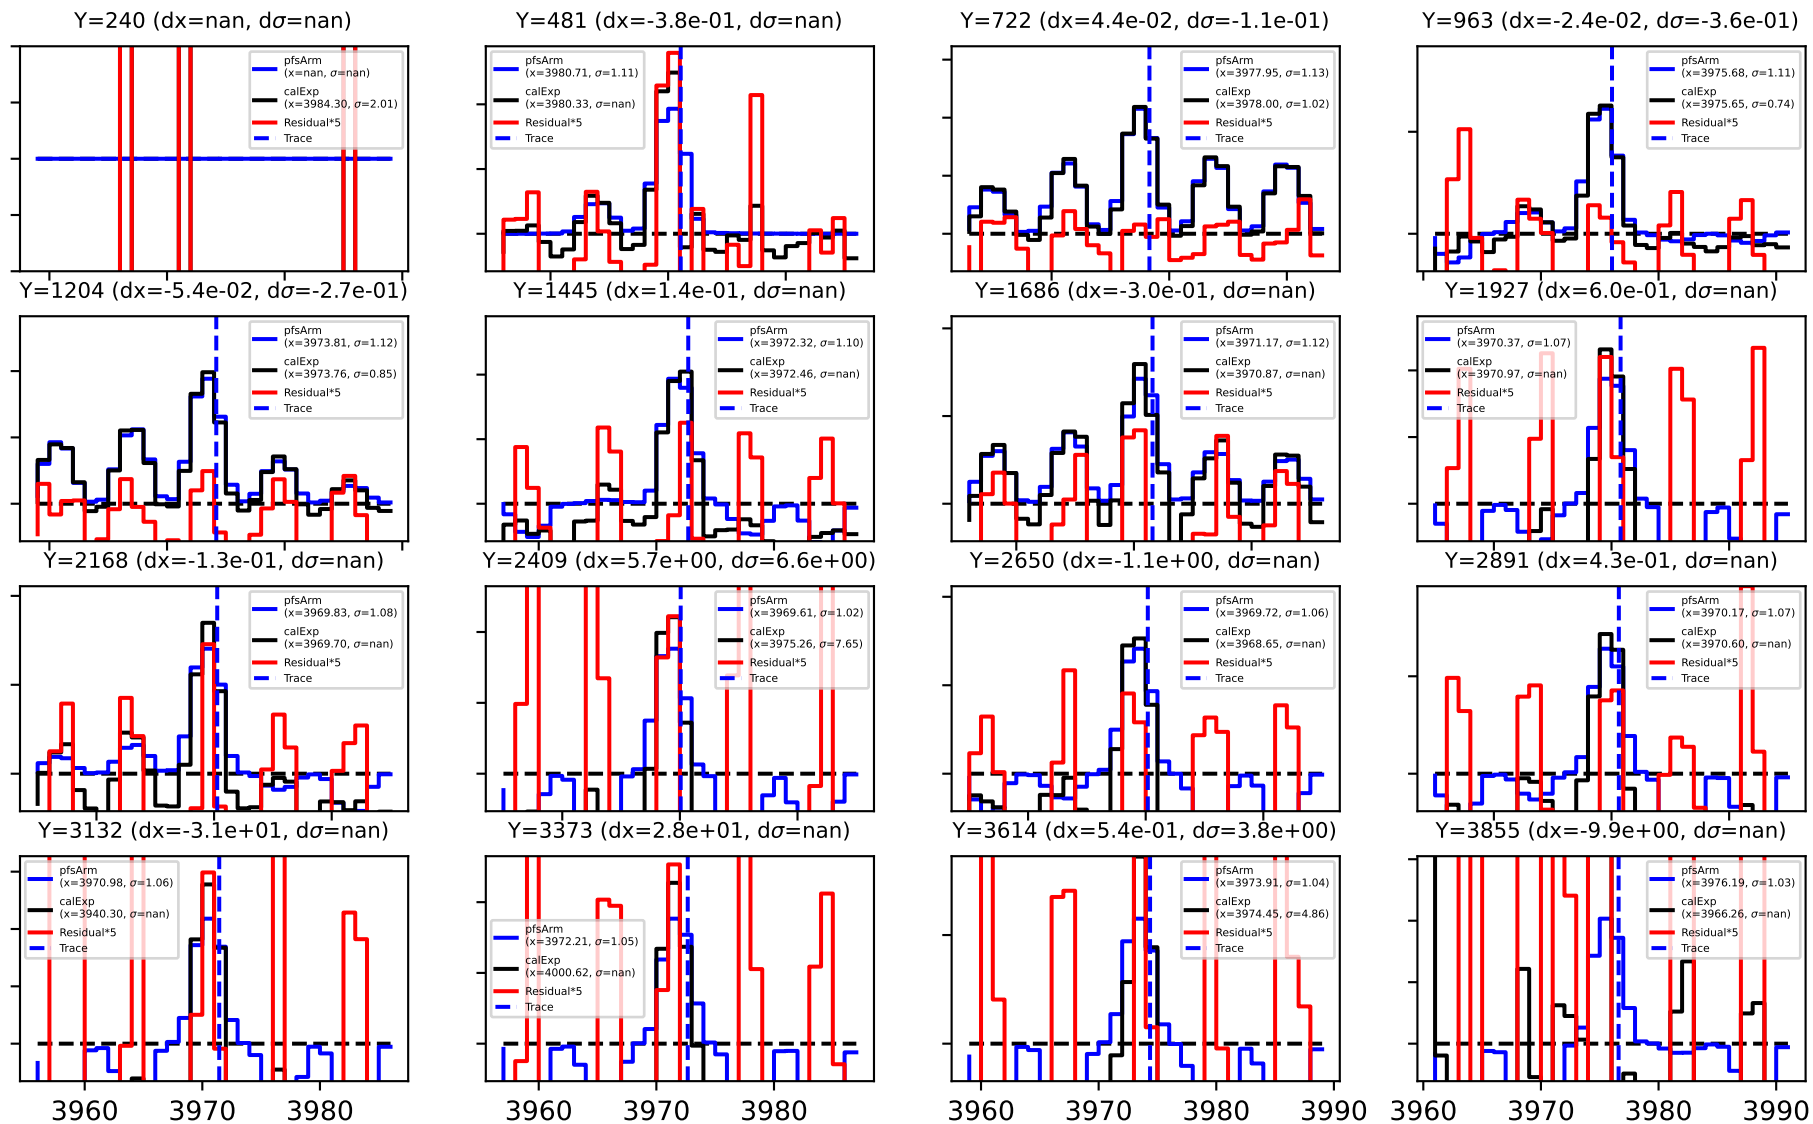 Y=240 (dx=nan, dσ=nan)
pfsArm
(x=nan, σ=nan)
calExp
(x=3984.30, σ=2.01)
Residual*5
Trace
Y=481 (dx=-3.8e-01, dσ=nan)
pfsArm
(x=3980.71, σ=1.11)
calExp
(x=3980.33, σ=nan)
Residual*5
Trace
Y=722 (dx=4.4e-02, dσ=-1.1e-01)
pfsArm
(x=3977.95, σ=1.13)
calExp
(x=3978.00, σ=1.02)
Residual*5
Trace
Y=963 (dx=-2.4e-02, dσ=-3.6e-01)
pfsArm
(x=3975.68, σ=1.11)
calExp
(x=3975.65, σ=0.74)
Residual*5
Trace
Y=1204 (dx=-5.4e-02, dσ=-2.7e-01)
pfsArm
(x=3973.81, σ=1.12)
calExp
(x=3973.76, σ=0.85)
Residual*5
Trace
Y=1445 (dx=1.4e-01, dσ=nan)
pfsArm
(x=3972.32, σ=1.10)
calExp
(x=3972.46, σ=nan)
Residual*5
Trace
Y=1686 (dx=-3.0e-01, dσ=nan)
pfsArm
(x=3971.17, σ=1.12)
calExp
(x=3970.87, σ=nan)
Residual*5
Trace
Y=1927 (dx=6.0e-01, dσ=nan)
pfsArm
(x=3970.37, σ=1.07)
calExp
(x=3970.97, σ=nan)
Residual*5
Trace
Y=2168 (dx=-1.3e-01, dσ=nan)
pfsArm
(x=3969.83, σ=1.08)
calExp
(x=3969.70, σ=nan)
Residual*5
Trace
Y=2409 (dx=5.7e+00, dσ=6.6e+00)
pfsArm
(x=3969.61, σ=1.02)
calExp
(x=3975.26, σ=7.65)
Residual*5
Trace
Y=2650 (dx=-1.1e+00, dσ=nan)
pfsArm
(x=3969.72, σ=1.06)
calExp
(x=3968.65, σ=nan)
Residual*5
Trace
Y=2891 (dx=4.3e-01, dσ=nan)
pfsArm
(x=3970.17, σ=1.07)
calExp
(x=3970.60, σ=nan)
Residual*5
Trace
Y=3132 (dx=-3.1e+01, dσ=nan)
pfsArm
(x=3970.98, σ=1.06)
calExp
(x=3940.30, σ=nan)
Residual*5
Trace
Y=3373 (dx=2.8e+01, dσ=nan)
pfsArm
(x=3972.21, σ=1.05)
calExp
(x=4000.62, σ=nan)
Residual*5
Trace
Y=3614 (dx=5.4e-01, dσ=3.8e+00)
pfsArm
(x=3973.91, σ=1.04)
calExp
(x=3974.45, σ=4.86)
Residual*5
Trace
Y=3855 (dx=-9.9e+00, dσ=nan)
pfsArm
(x=3976.19, σ=1.03)
calExp
(x=3966.26, σ=nan)
Residual*5
Trace
3960 3970 3980
3960 3970 3980
3960 3970 3980 3990
3960 3970 3980 3990